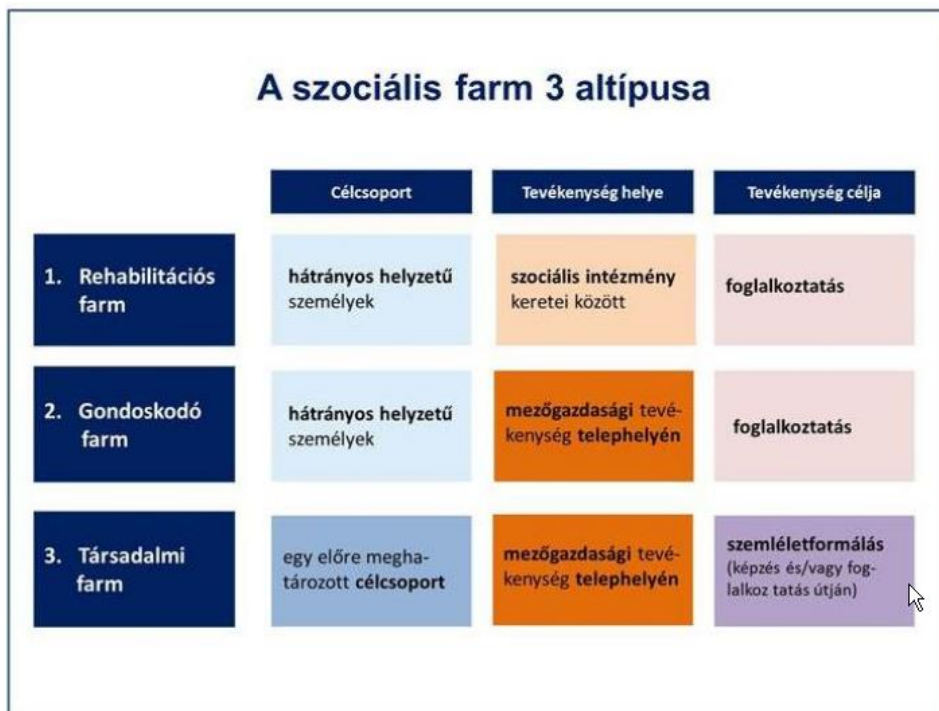 A szociális farm 3 altípusa
Célcsoport
Tevékenység helye
Tevékenység célja
1. Rehabilitációs
farm
hátrányos helyzetű
személyek
szociális intézmény
keretei között
foglalkoztatás
2. Gondoskodó
farm
hátrányos helyzetű
személyek
mezőgazdasági tevé-
kenység telephelyén
foglalkoztatás
3. Társadalmi
farm
egy előre megha-
tározott célcsoport
mezőgazdasági tevé-
kenység telephelyén
szemléletformálás
(képzés és/vagy fog-
lalkoz tatás útján)